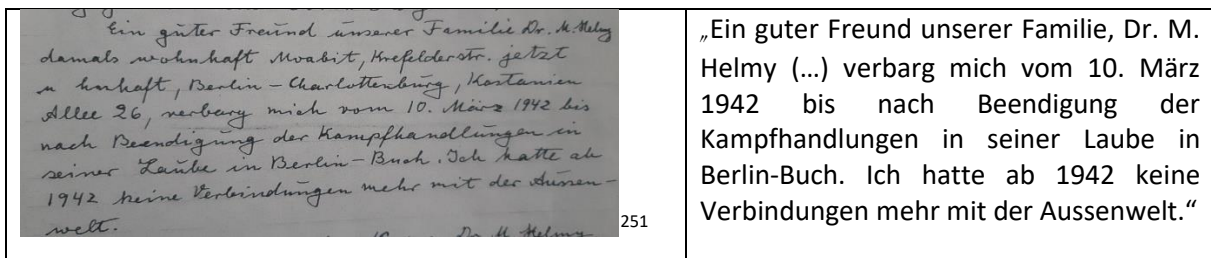 Ein guter Freund unserer Familie Dr. M. Helmy
damals wohnhaft Moabit, Krefelderstr. jetzt
w hnhaft, Berlin – Charlottenburg, Kastanien
Allee 26, verbarg mich vom 10. März 1942 bis
nach Beendigung der Kampfhandlungen in
seiner Laube in Berlin – Buch. Ich hatte ab
1942 keine Verbindungen mehr mit der Aussen-
welt.
Dr. M Helmy
251
„Ein guter Freund unserer Familie, Dr. M.
Helmy (…) verbarg mich vom 10. März
1942 bis nach Beendigung der
Kampfhandlungen in seiner Laube in
Berlin-Buch. Ich hatte ab 1942 keine
Verbindungen mehr mit der Aussenwelt.“